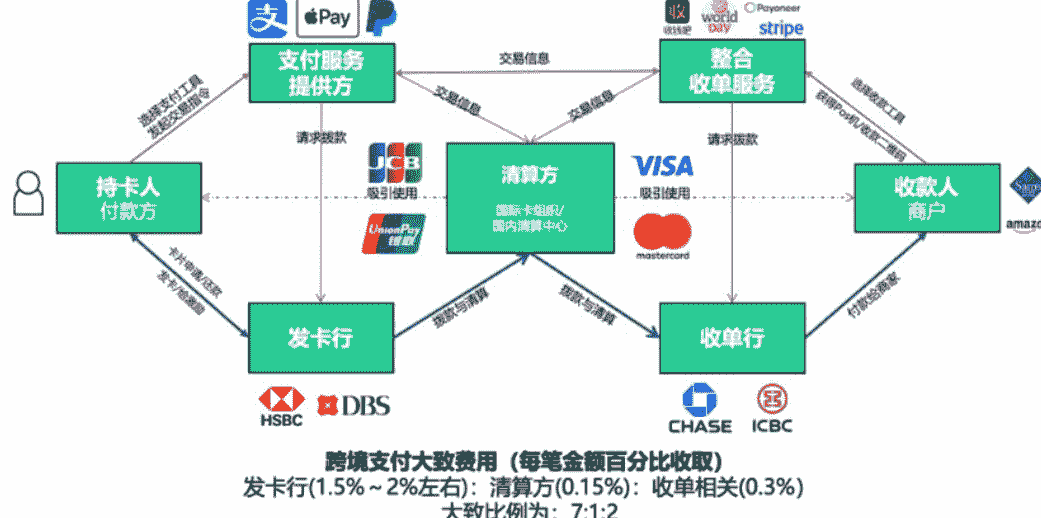 支
Pay
收
收钱吧
world
pay
Payoneer
stripe
支付服务
提供方
交易信息
整合
收单服务
选择支付工具
发起交易指令
交易信息
交易信息
选择收款工具
获得Pos机/收款二维码
请求拨款
请求拨款
JCB
吸引使用
清算方
国际卡组织/
国内清算中心
VISA
吸引使用
持卡人
付款方
收款人
商户
UnionPay
银联
mastercard
amazo
卡片申请/还款
拨款与清算
拨款与清算
付款给商家
发卡行
收单行
HSBC
DBS
CHASE
ICBC
跨境支付大致费用（每笔金额百分比收取）
发卡行(1.5%～2%左右)：清算方(0.15%)：收单相关(0.3%)
大致比例为：7:1:2